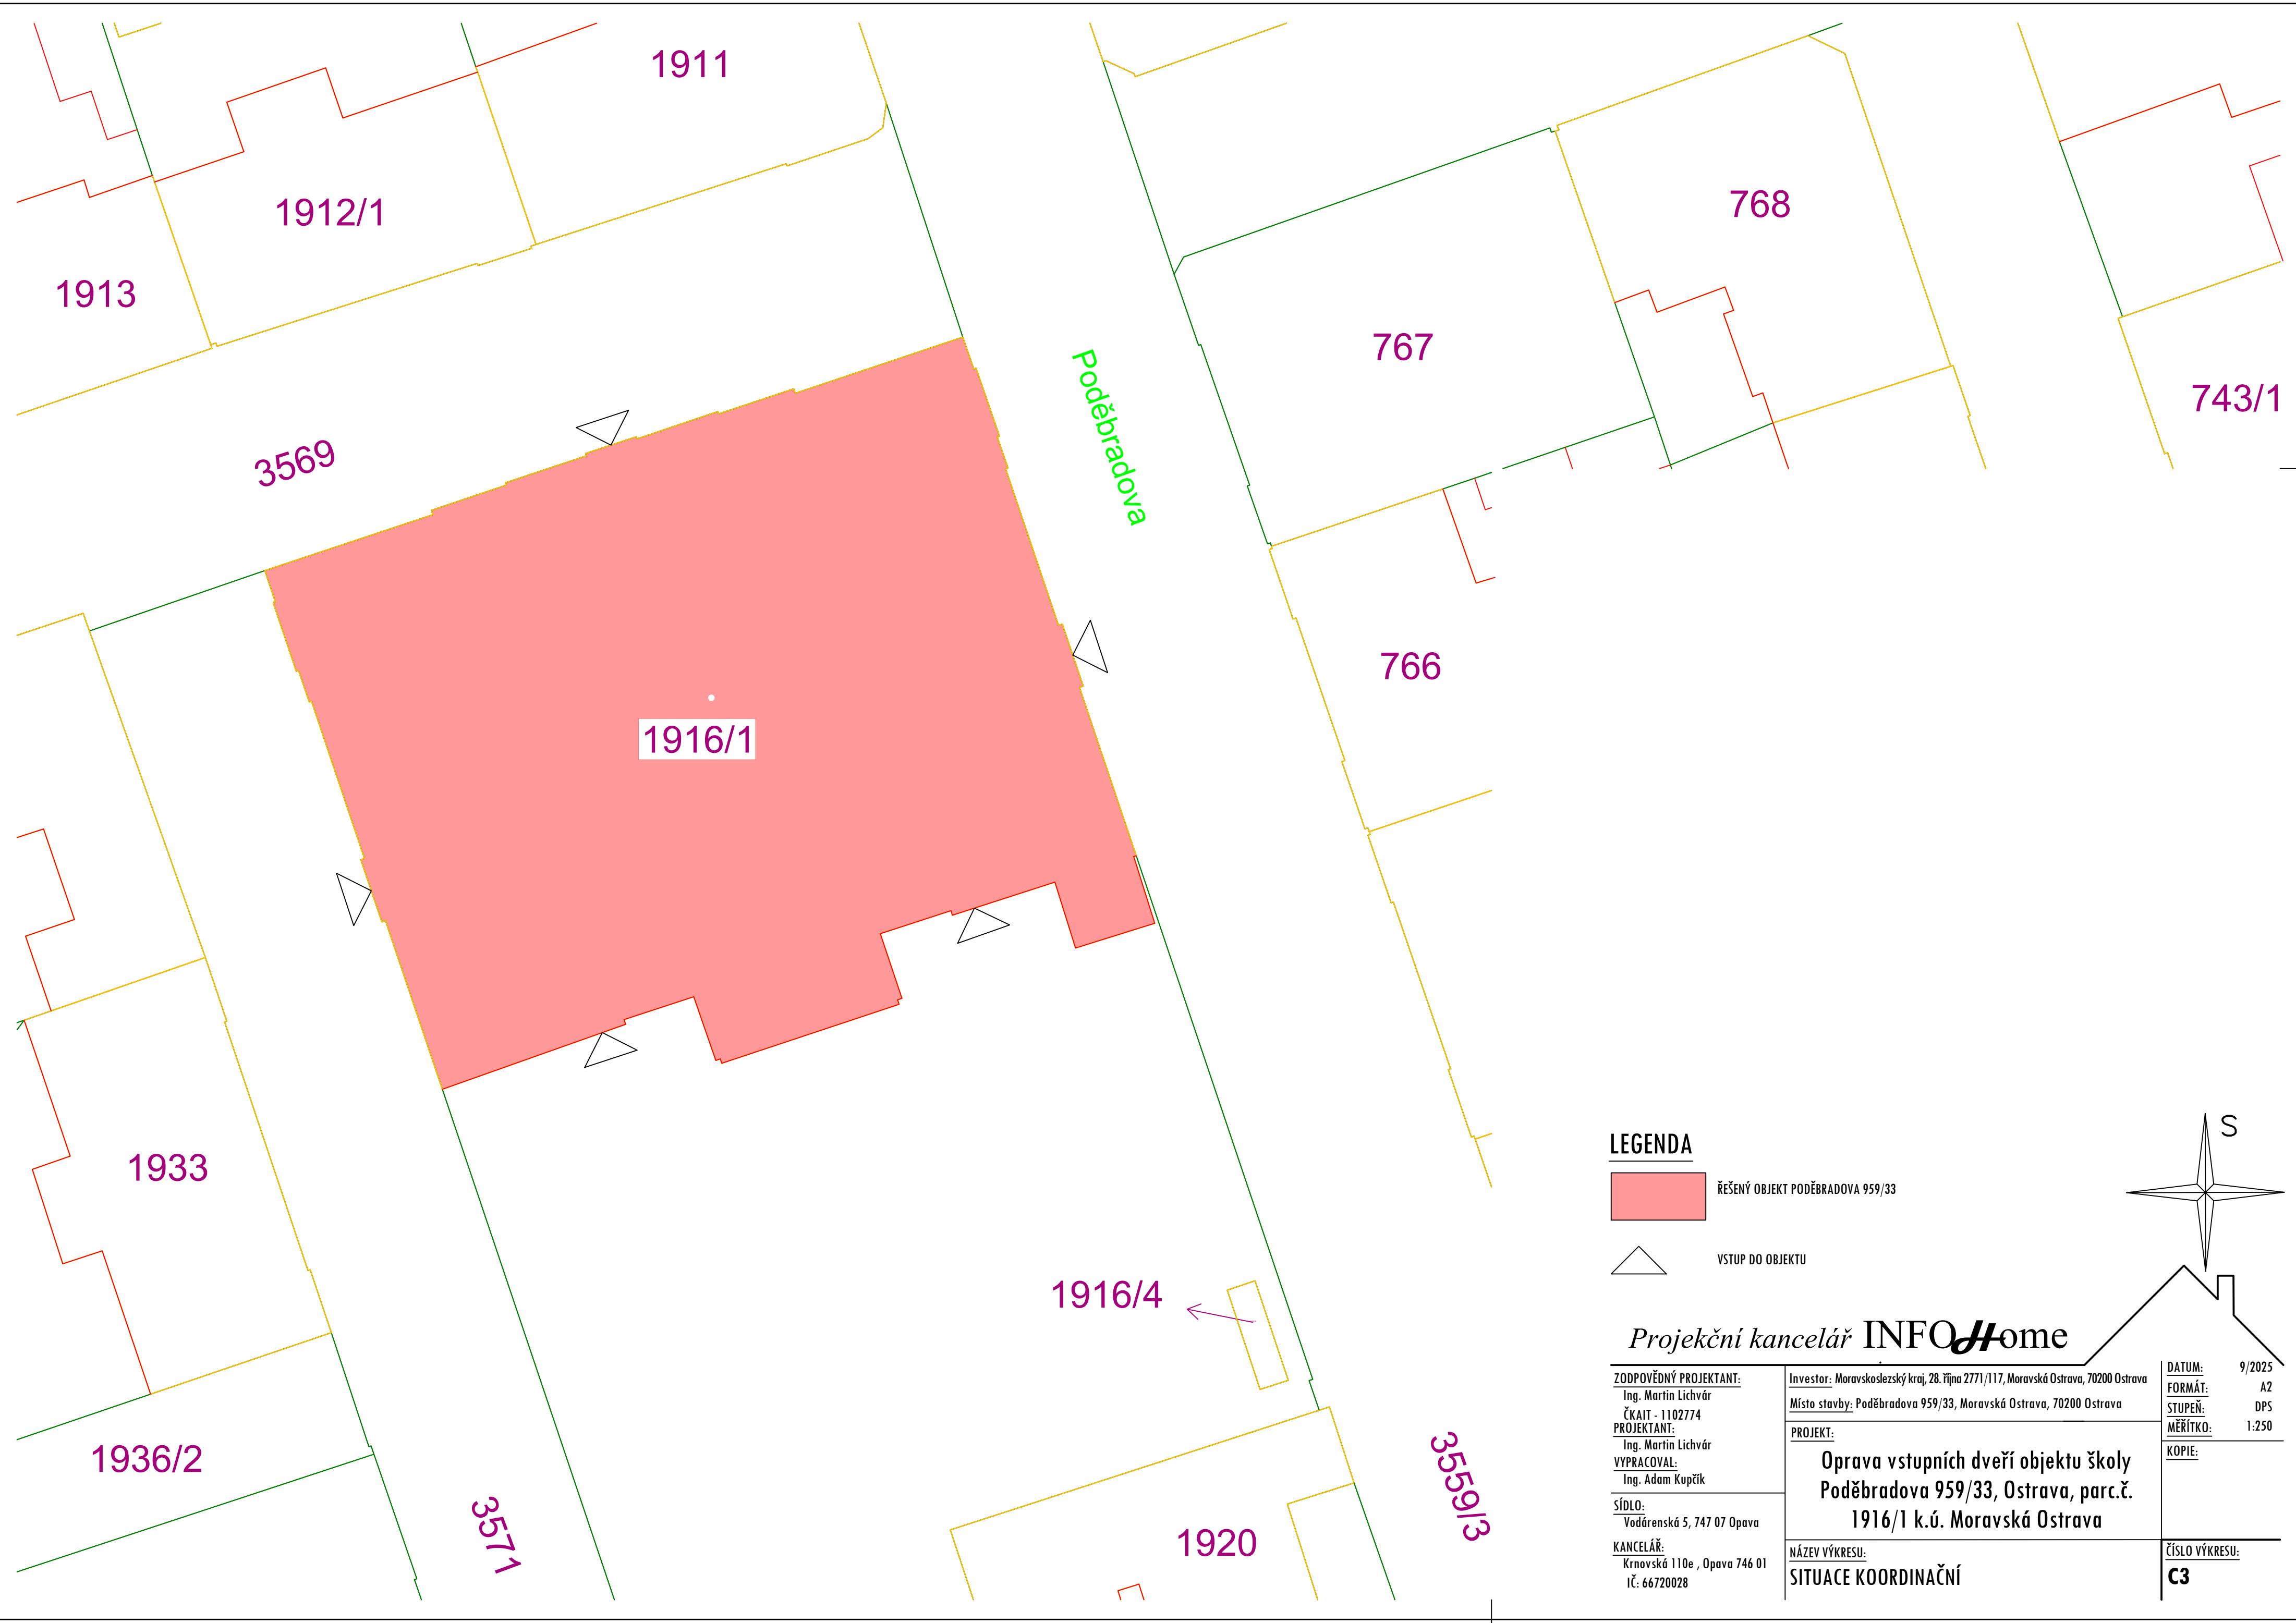 1911
1912/1
1913
768
767
743/1
3569
Poděbradova
766
1916/1
1933
1916/4
1936/2
3571
1920
3559/3
LEGENDA
ŘEŠENÝ OBJEKT PODĚBRADOVA 959/33
VSTUP DO OBJEKTU
S
Projekční kancelář INFOHome
ZODPOVĚDNÝ PROJEKTANT:
Ing. Martin Lichvár
ČKAIT - 1102774
PROJEKTANT:
Ing. Martin Lichvár
VYPRACOVAL:
Ing. Adam Kupčík
SÍDLO:
Vodárenská 5, 747 07 Opava
KANCELÁŘ:
Krnovská 110e , Opava 746 01
IČ: 66720028
Investor: Moravskoslezský kraj, 28. října 2771/117, Moravská Ostrava, 70200 Ostrava
Místo stavby: Poděbradova 959/33, Moravská Ostrava, 70200 Ostrava
PROJEKT:
Oprava vstupních dveří objektu školy
Poděbradova 959/33, Ostrava, parc.č.
1916/1 k.ú. Moravská Ostrava
NÁZEV VÝKRESU:
SITUACE KOORDINAČNÍ
DATUM: 9/2025
FORMÁT: A2
STUPEŇ: DPS
MĚŘÍTKO: 1:250
KOPIE:
ČÍSLO VÝKRESU:
C3